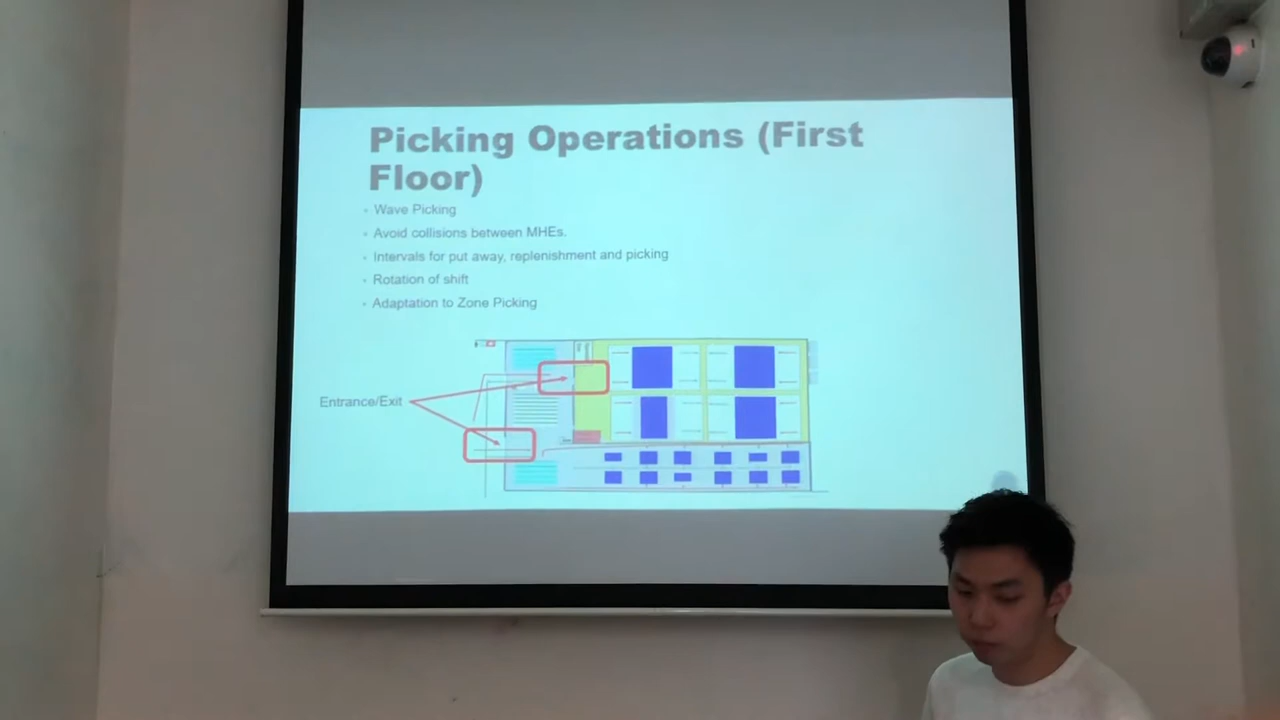 Picking Operations (First
Floor)
Wave Picking
Avoid collisions between MHEs.
Intervals for put away, replenishment and picking
Rotation of shift
Adaptation to Zone Picking
Entrance/Exit